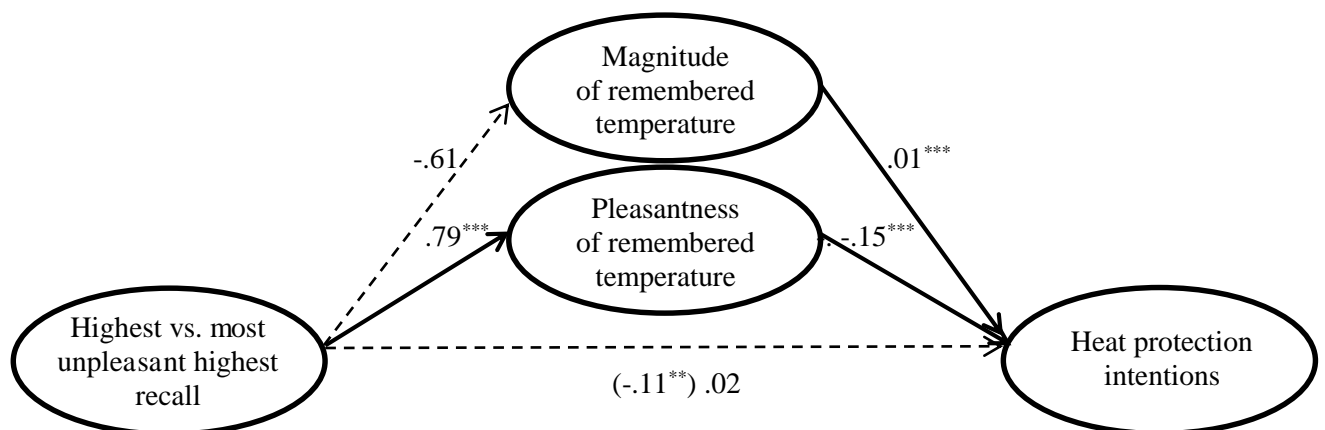 Magnitude
of remembered
temperature
-.61
.01***
Pleasantness
of remembered
temperature
.79***
-.15***
Highest vs. most
unpleasant highest
recall
Heat protection
intentions
(-.11**) .02